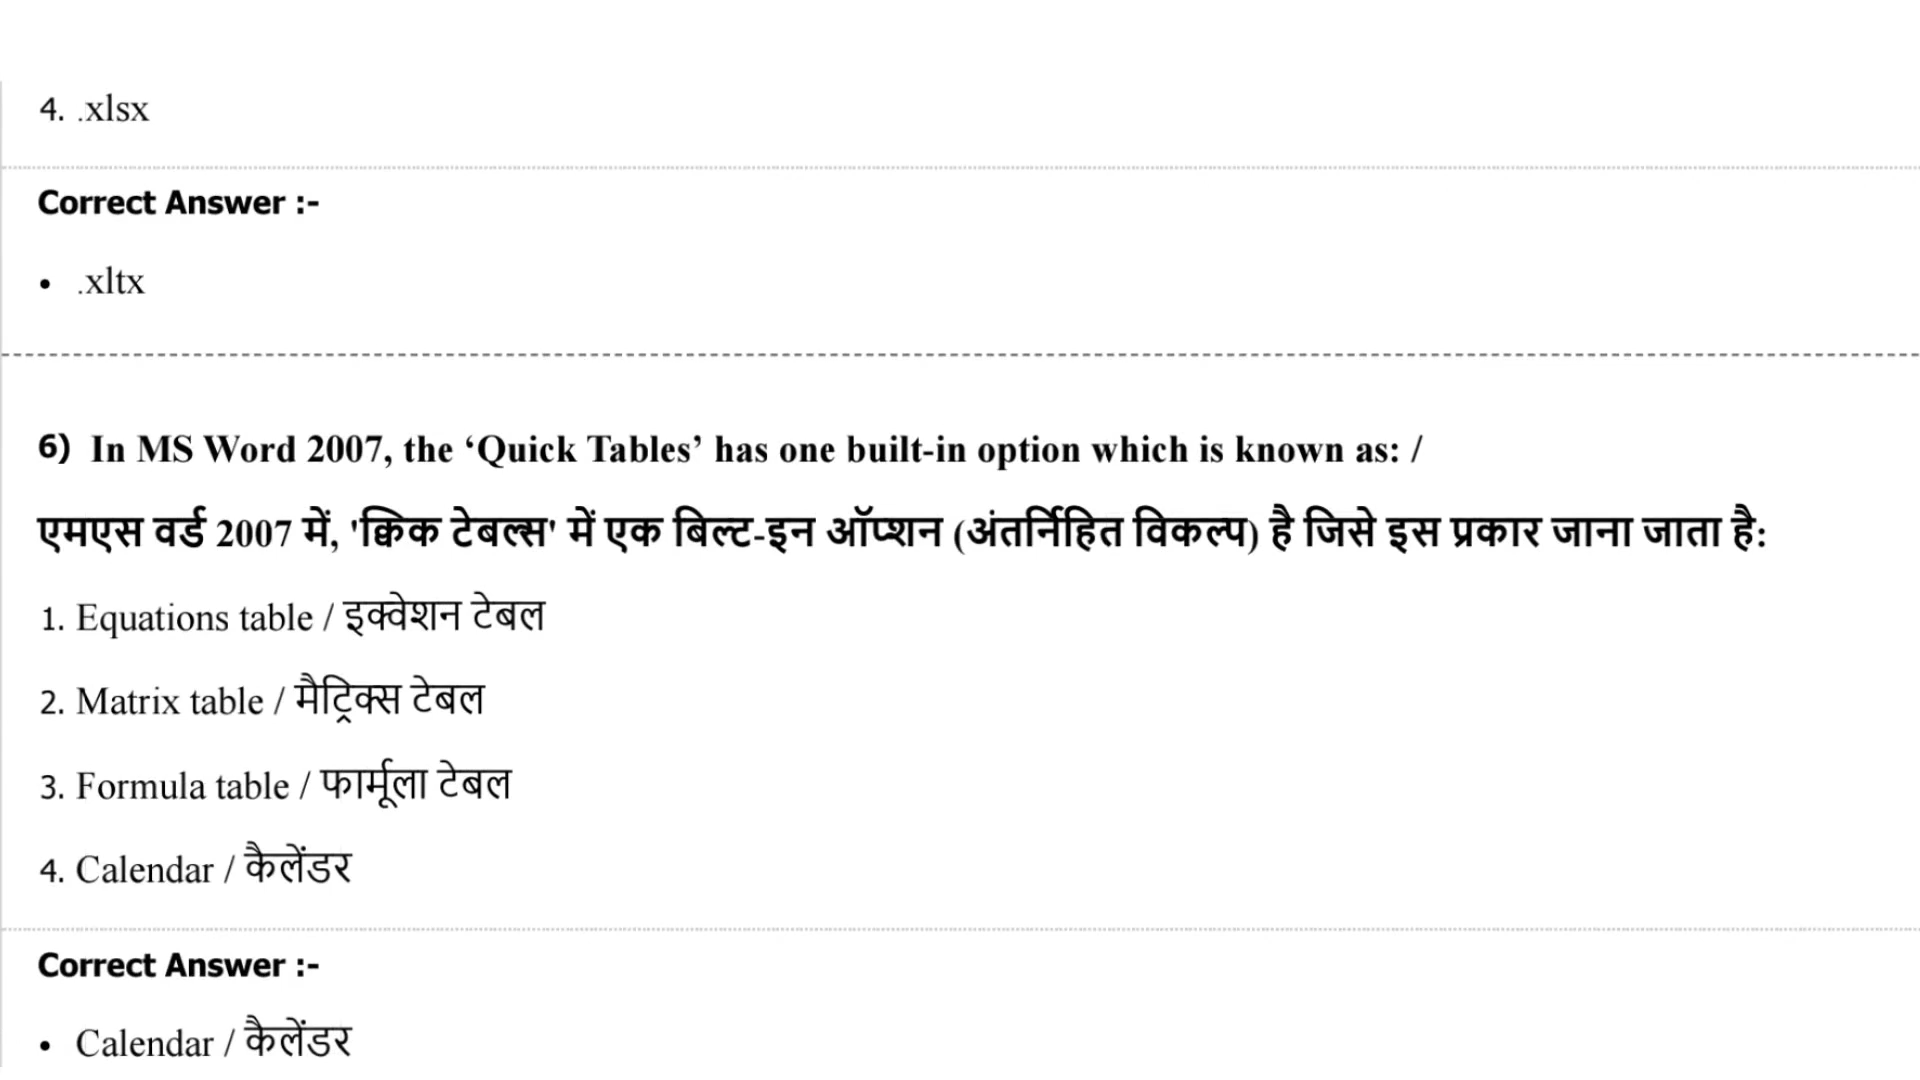 4. .xlsx
Correct Answer :-
• .xltx
6) In MS Word 2007, the ‘Quick Tables’ has one built-in option which is known as: /
एमएस वर्ड 2007 में, 'क्विक टेबल्स' में एक बिल्ट-इन ऑप्शन (अंतर्निहित विकल्प) है जिसे इस प्रकार जाना जाता है:
1. Equations table / इक्वेशन टेबल
2. Matrix table / मैट्रिक्स टेबल
3. Formula table / फार्मूला टेबल
4. Calendar / कैलेंडर
Correct Answer :-
• Calendar / कैलेंडर